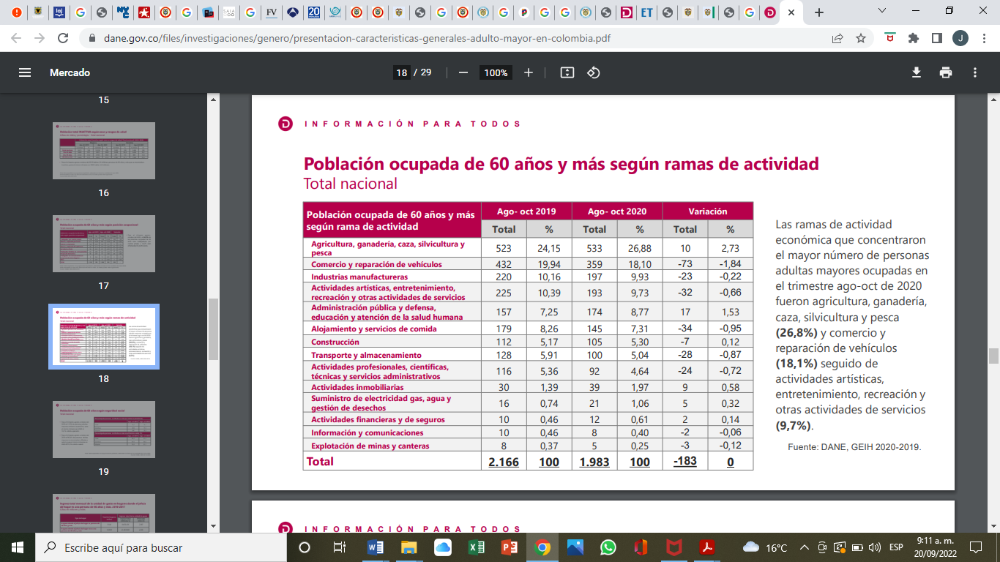 dane.gov.co/files/investigaciones/genero/presentacion-caracteristicas-generales-adulto-mayor-en-colombia.pdf
Mercado
18 / 29
100%
15
16
17
18
19
INFORMACIÓN PARA TODOS
Población ocupada de 60 años y más según ramas de actividad
Total nacional
Población ocupada de 60 años y más según rama de actividad Ago- oct 2019 Ago- oct 2020 Variación
Total % Total % Total %
Agricultura, ganadería, caza, silvicultura y pesca 523 24,15 533 26,88 10 2,73
Comercio y reparación de vehículos 432 19,94 359 18,10 -73 -1,84
Industrias manufactureras 220 10,16 197 9,93 -23 -0,22
Actividades artísticas, entretenimiento, recreación y otras actividades de servicios 225 10,39 193 9,73 -32 -0,66
Administración pública y defensa, educación y atención de la salud humana 157 7,25 174 8,77 17 1,53
Alojamiento y servicios de comida 179 8,26 145 7,31 -34 -0,95
Construcción 112 5,17 105 5,30 -7 0,12
Transporte y almacenamiento 128 5,91 100 5,04 -28 -0,87
Actividades profesionales, científicas, técnicas y servicios administrativos 116 5,36 92 4,64 -24 -0,72
Actividades inmobiliarias 30 1,39 39 1,97 9 0,58
Suministro de electricidad gas, agua y gestión de desechos 16 0,74 21 1,06 5 0,32
Actividades financieras y de seguros 10 0,46 12 0,61 2 0,14
Información y comunicaciones 10 0,46 8 0,40 -2 -0,06
Explotación de minas y canteras 8 0,37 5 0,25 -3 -0,12
Total 2.166 100 1.983 100 -183 0
Las ramas de actividad
económica que concentraron
el mayor número de personas
adultas mayores ocupadas en
el trimestre ago-oct de 2020
fueron agricultura, ganadería,
caza, silvicultura y pesca
(26,8%) y comercio y
reparación de vehículos
(18,1%) seguido de
actividades artísticas,
entretenimiento, recreación y
otras actividades de servicios
(9,7%).
Fuente: DANE, GEIH 2020-2019.
INFORMACIÓN PARA TODOS
Escribe aquí para buscar
16°C
ESP
9:11 a. m.
20/09/2022